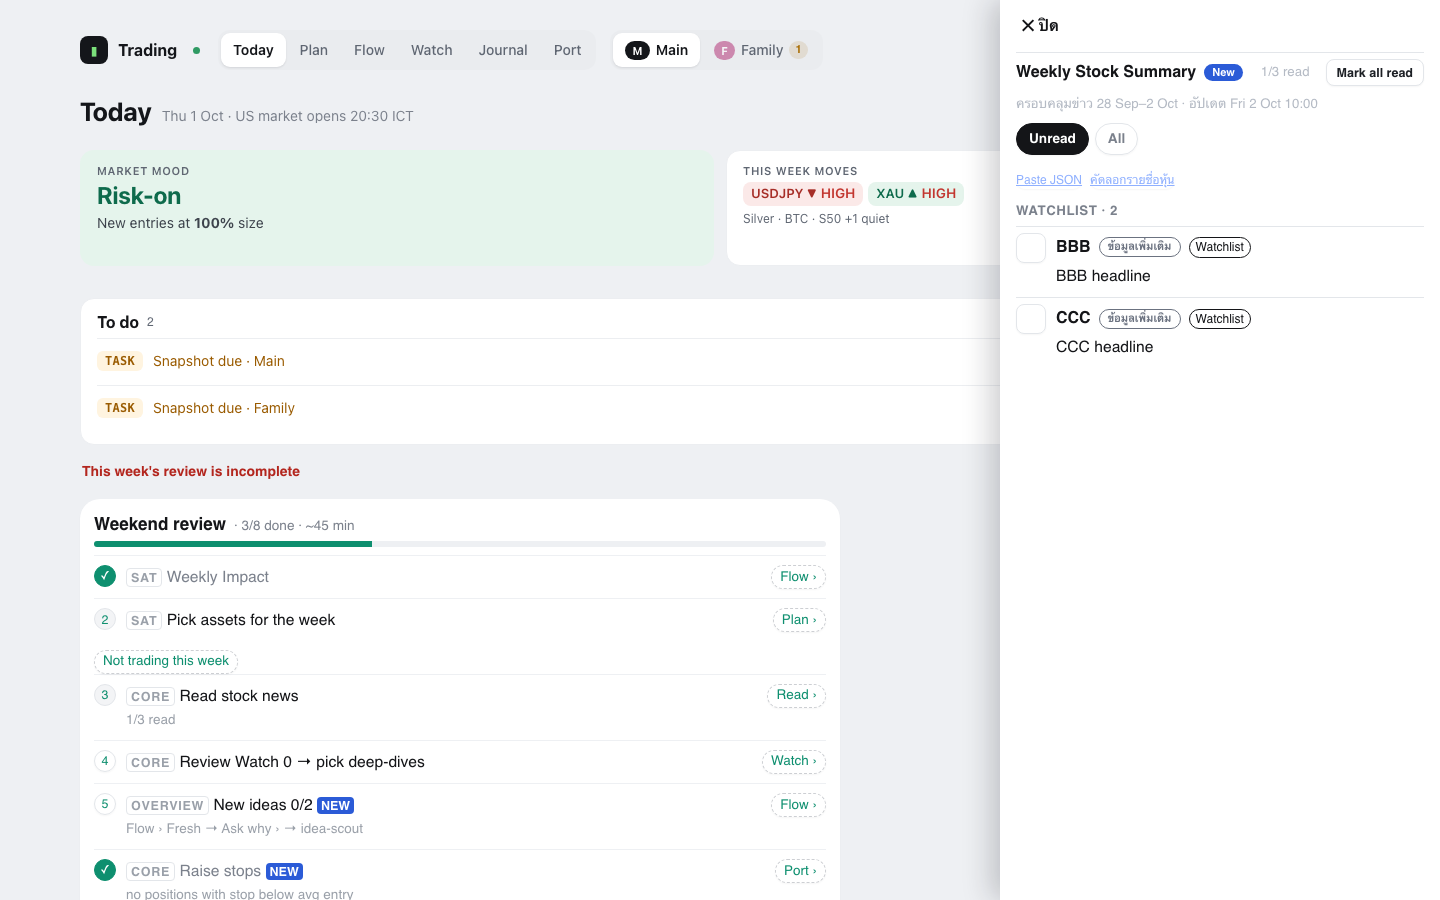 Trading
Today Plan Flow Watch Journal Port
M Main F Family 1
Today Thu 1 Oct · US market opens 20:30 ICT
MARKET MOOD
Risk-on
New entries at 100% size
THIS WEEK MOVES
USDJPY ▼ HIGH XAU ▲ HIGH
Silver · BTC · S50 +1 quiet
To do 2
TASK Snapshot due · Main
TASK Snapshot due · Family
This week's review is incomplete
Weekend review · 3/8 done · ~45 min
✓ SAT Weekly Impact Flow ›
2 SAT Pick assets for the week Plan ›
Not trading this week
3 CORE Read stock news Read ›
1/3 read
4 CORE Review Watch 0 → pick deep-dives Watch ›
5 OVERVIEW New ideas 0/2 NEW Flow ›
Flow › Fresh → Ask why › → idea-scout
✓ CORE Raise stops NEW Port ›
no positions with stop below avg entry
✕ ปิด
Weekly Stock Summary New 1/3 read Mark all read
ครอบคลุมข่าว 28 Sep–2 Oct · อัปเดต Fri 2 Oct 10:00
Unread All
Paste JSON คัดลอกรายชื่อหุ้น
WATCHLIST · 2
BBB ข้อมูลเพิ่มเติม Watchlist
BBB headline
CCC ข้อมูลเพิ่มเติม Watchlist
CCC headline